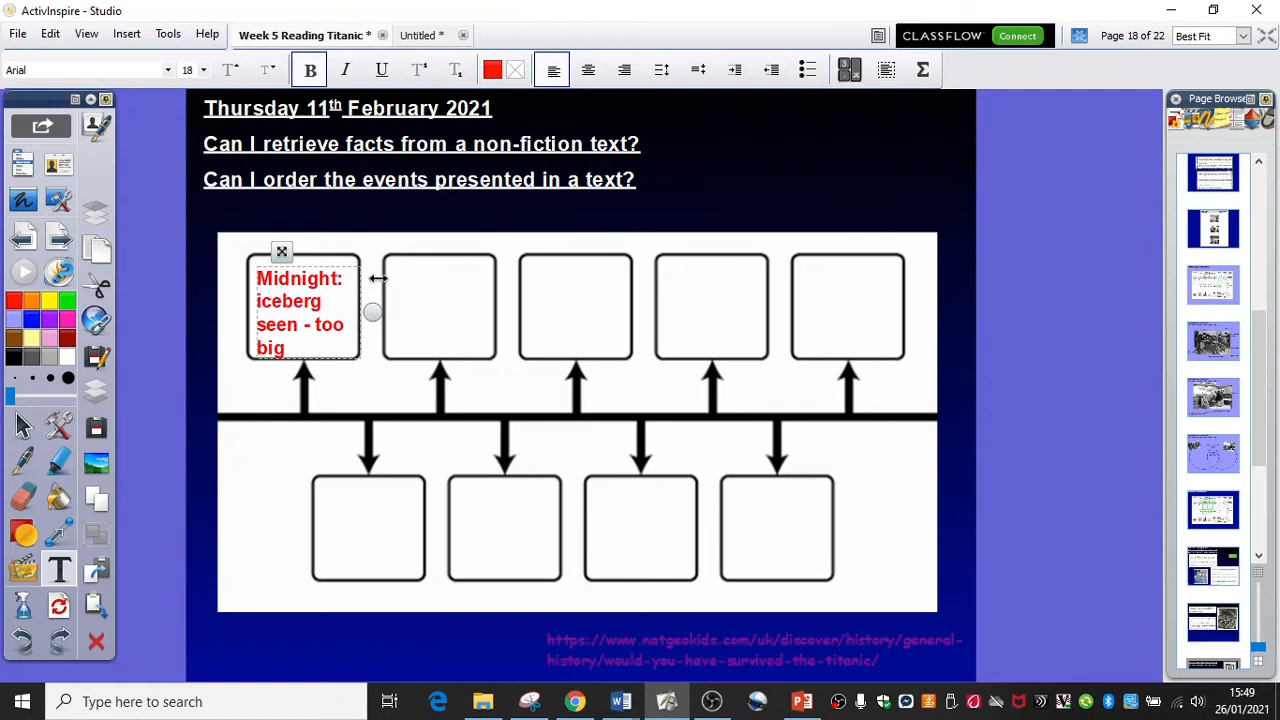 ActivInspire - Studio
File Edit View Insert Tools Help
Week 5 Reading Titanic *
Untitled *
CLASSFLOW Connect
Page 18 of 22
Best Fit
Arial
18
B I U T T
Page Browse
Thursday 11th February 2021
Can I retrieve facts from a non-fiction text?
Can I order the events presented in a text?
Midnight:
iceberg
seen - too
big
https://www.natgeokids.com/uk/discover/history/general-
history/would-you-have-survived-the-titanic/
Type here to search
15:49
26/01/2021